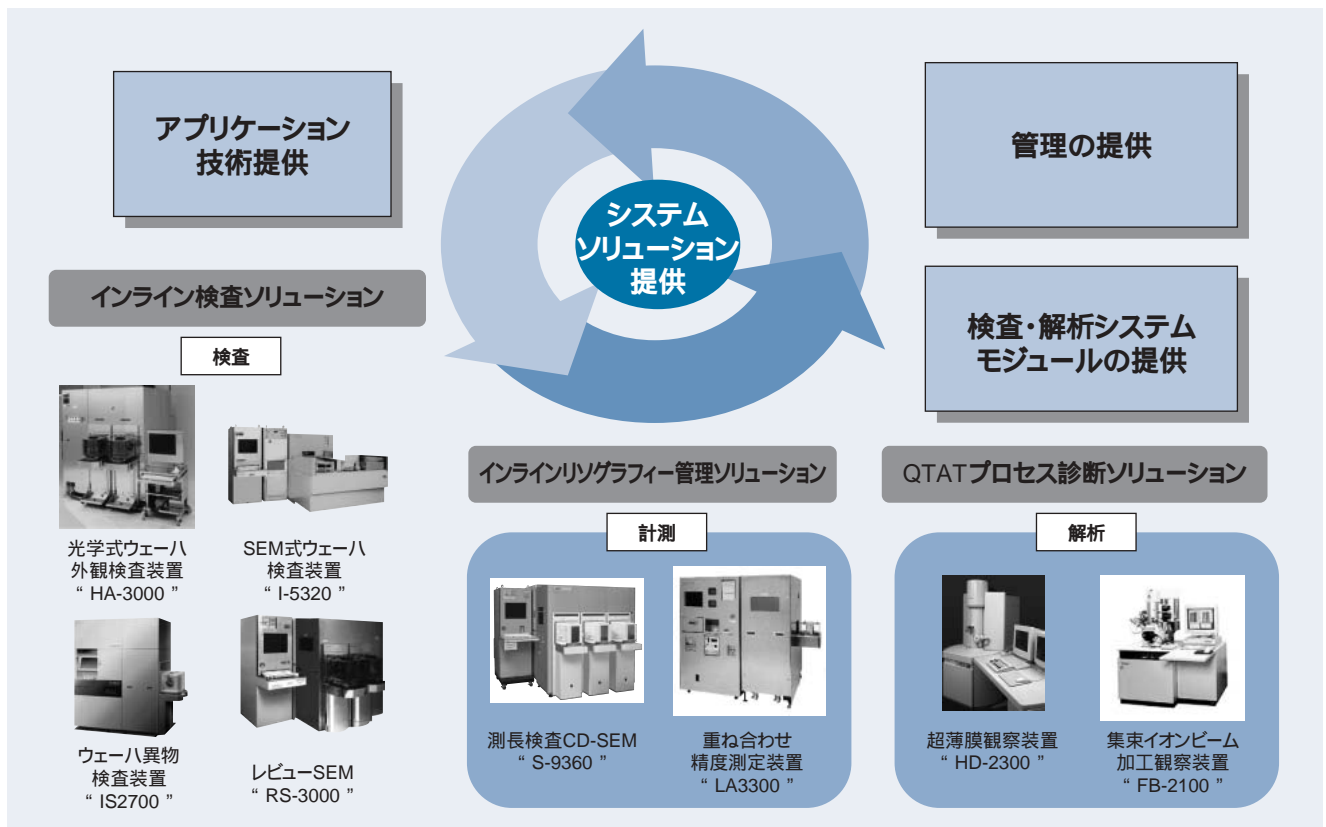 アプリケーション
技術提供
システム
ソリューション
提供
管理の提供
検査・解析システム
モジュールの提供
インライン検査ソリューション
検査
光学式ウェーハ
外観検査装置
“ HA-3000 ”
SEM式ウェーハ
検査装置
“ I-5320 ”
ウェーハ異物
検査装置
“ IS2700 ”
レビューSEM
“ RS-3000 ”
インラインリソグラフィー管理ソリューション
計測
測長検査CD-SEM
“ S-9360 ”
重ね合わせ
精度測定装置
“ LA3300 ”
QTATプロセス診断ソリューション
解析
超薄膜観察装置
“ HD-2300 ”
集束イオンビーム
加工観察装置
“ FB-2100 ”